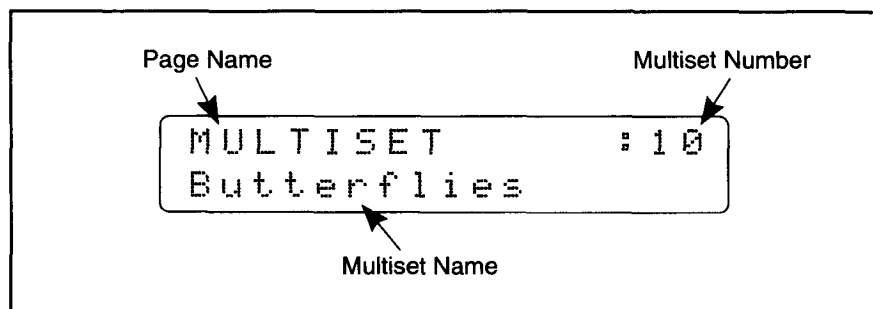 Page Name Multiset Number
MULTISET :10
Butterflies
Multiset Name